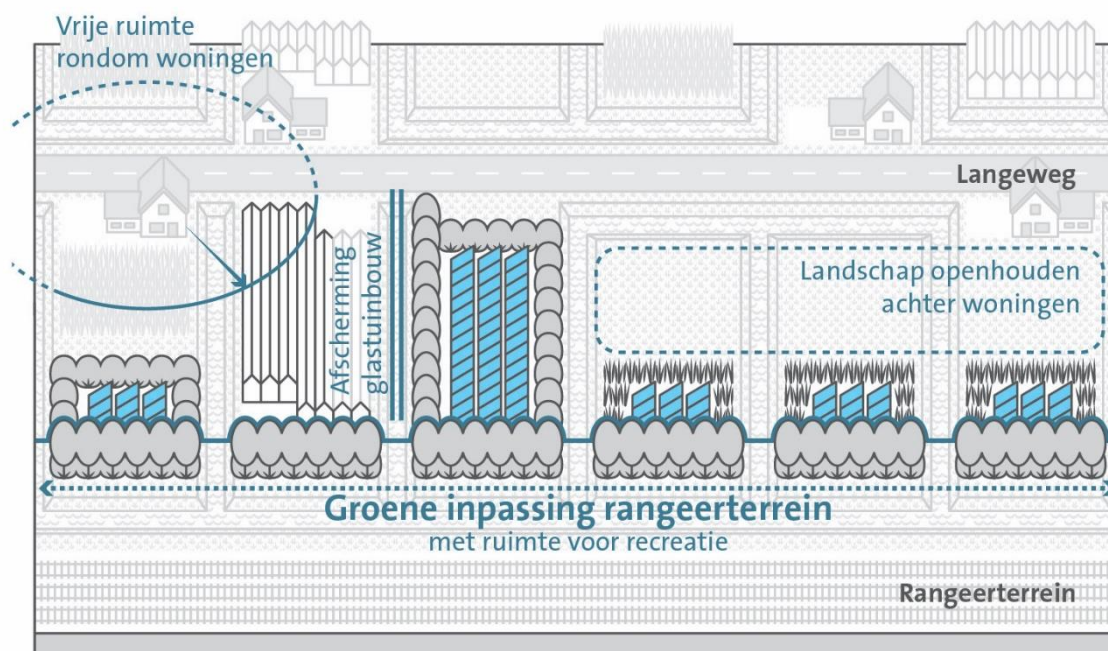 Vrije ruimte
rondom woningen
Langeweg
Afscherming
glastuinbouw
Landschap openhouden
achter woningen
Groene inpassing rangeerterrein
met ruimte voor recreatie
Rangeerterrein